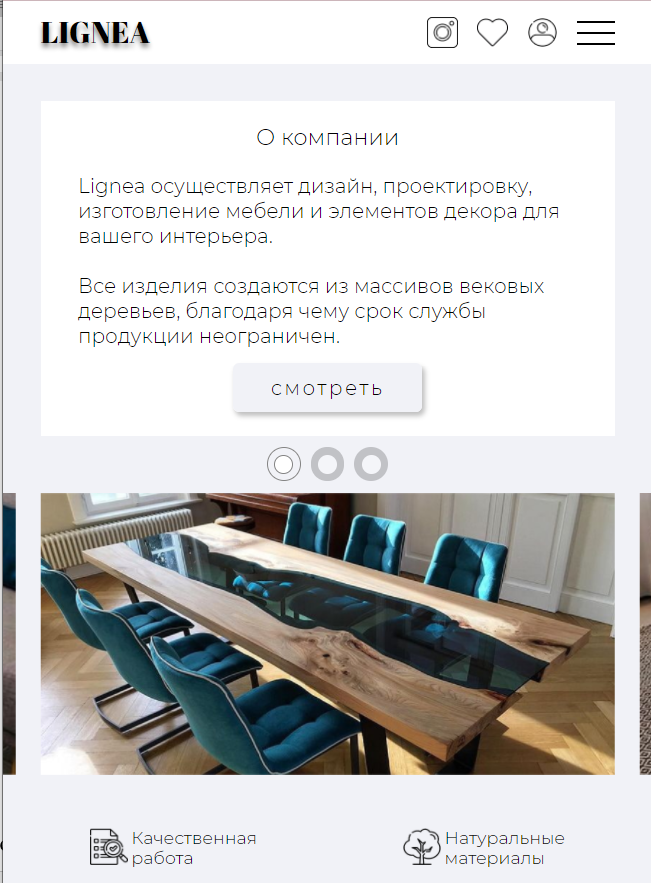 LIGNEA
О компании
Lignea осуществляет дизайн, проектировку,
изготовление мебели и элементов декора для
вашего интерьера.
Все изделия создаются из массивов вековых
деревьев, благодаря чему срок службы
продукции неограничен.
смотреть
Качественная
работа
Натуральные
материалы